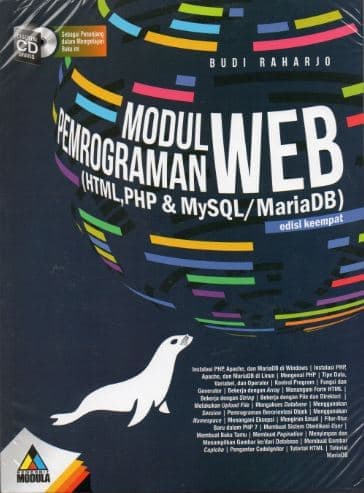 DISERTAI
CD
GRATIS
Sebagai Penunjang
dalam Mempelajari
Buku ini
BUDI RAHARJO
MODUL
PEMROGRAMAN WEB
(HTML, PHP & MySQL/MariaDB)
edisi keempat
Instalasi PHP, Apache, dan MariaDB di Windows | Instalasi PHP,
Apache, dan MariaDB di Linux | Mengenal PHP | Tipe Data,
Variabel, dan Operator | Kontrol Program | Fungsi dan
Generator | Bekerja dengan Array | Menangani Form HTML |
Bekerja dengan String | Bekerja dengan File dan Direktori |
Melakukan Upload File | Mengakses Database | Menggunakan
Session | Pemrograman Berorientasi Objek | Menggunakan
Namespace | Menangani Eksepsi | Mengirim Email | Fitur-fitur
Baru dalam PHP 7 | Membuat Sistem Otentikasi User |
Membuat Buku Tamu | Membuat Pagination | Menyimpan dan
Menampilkan Gambar ke/dari Database | Membuat Gambar
Captcha | Pengantar CodeIgniter | Tutorial HTML | Tutorial
MariaDB
PENERBIT
MODULA